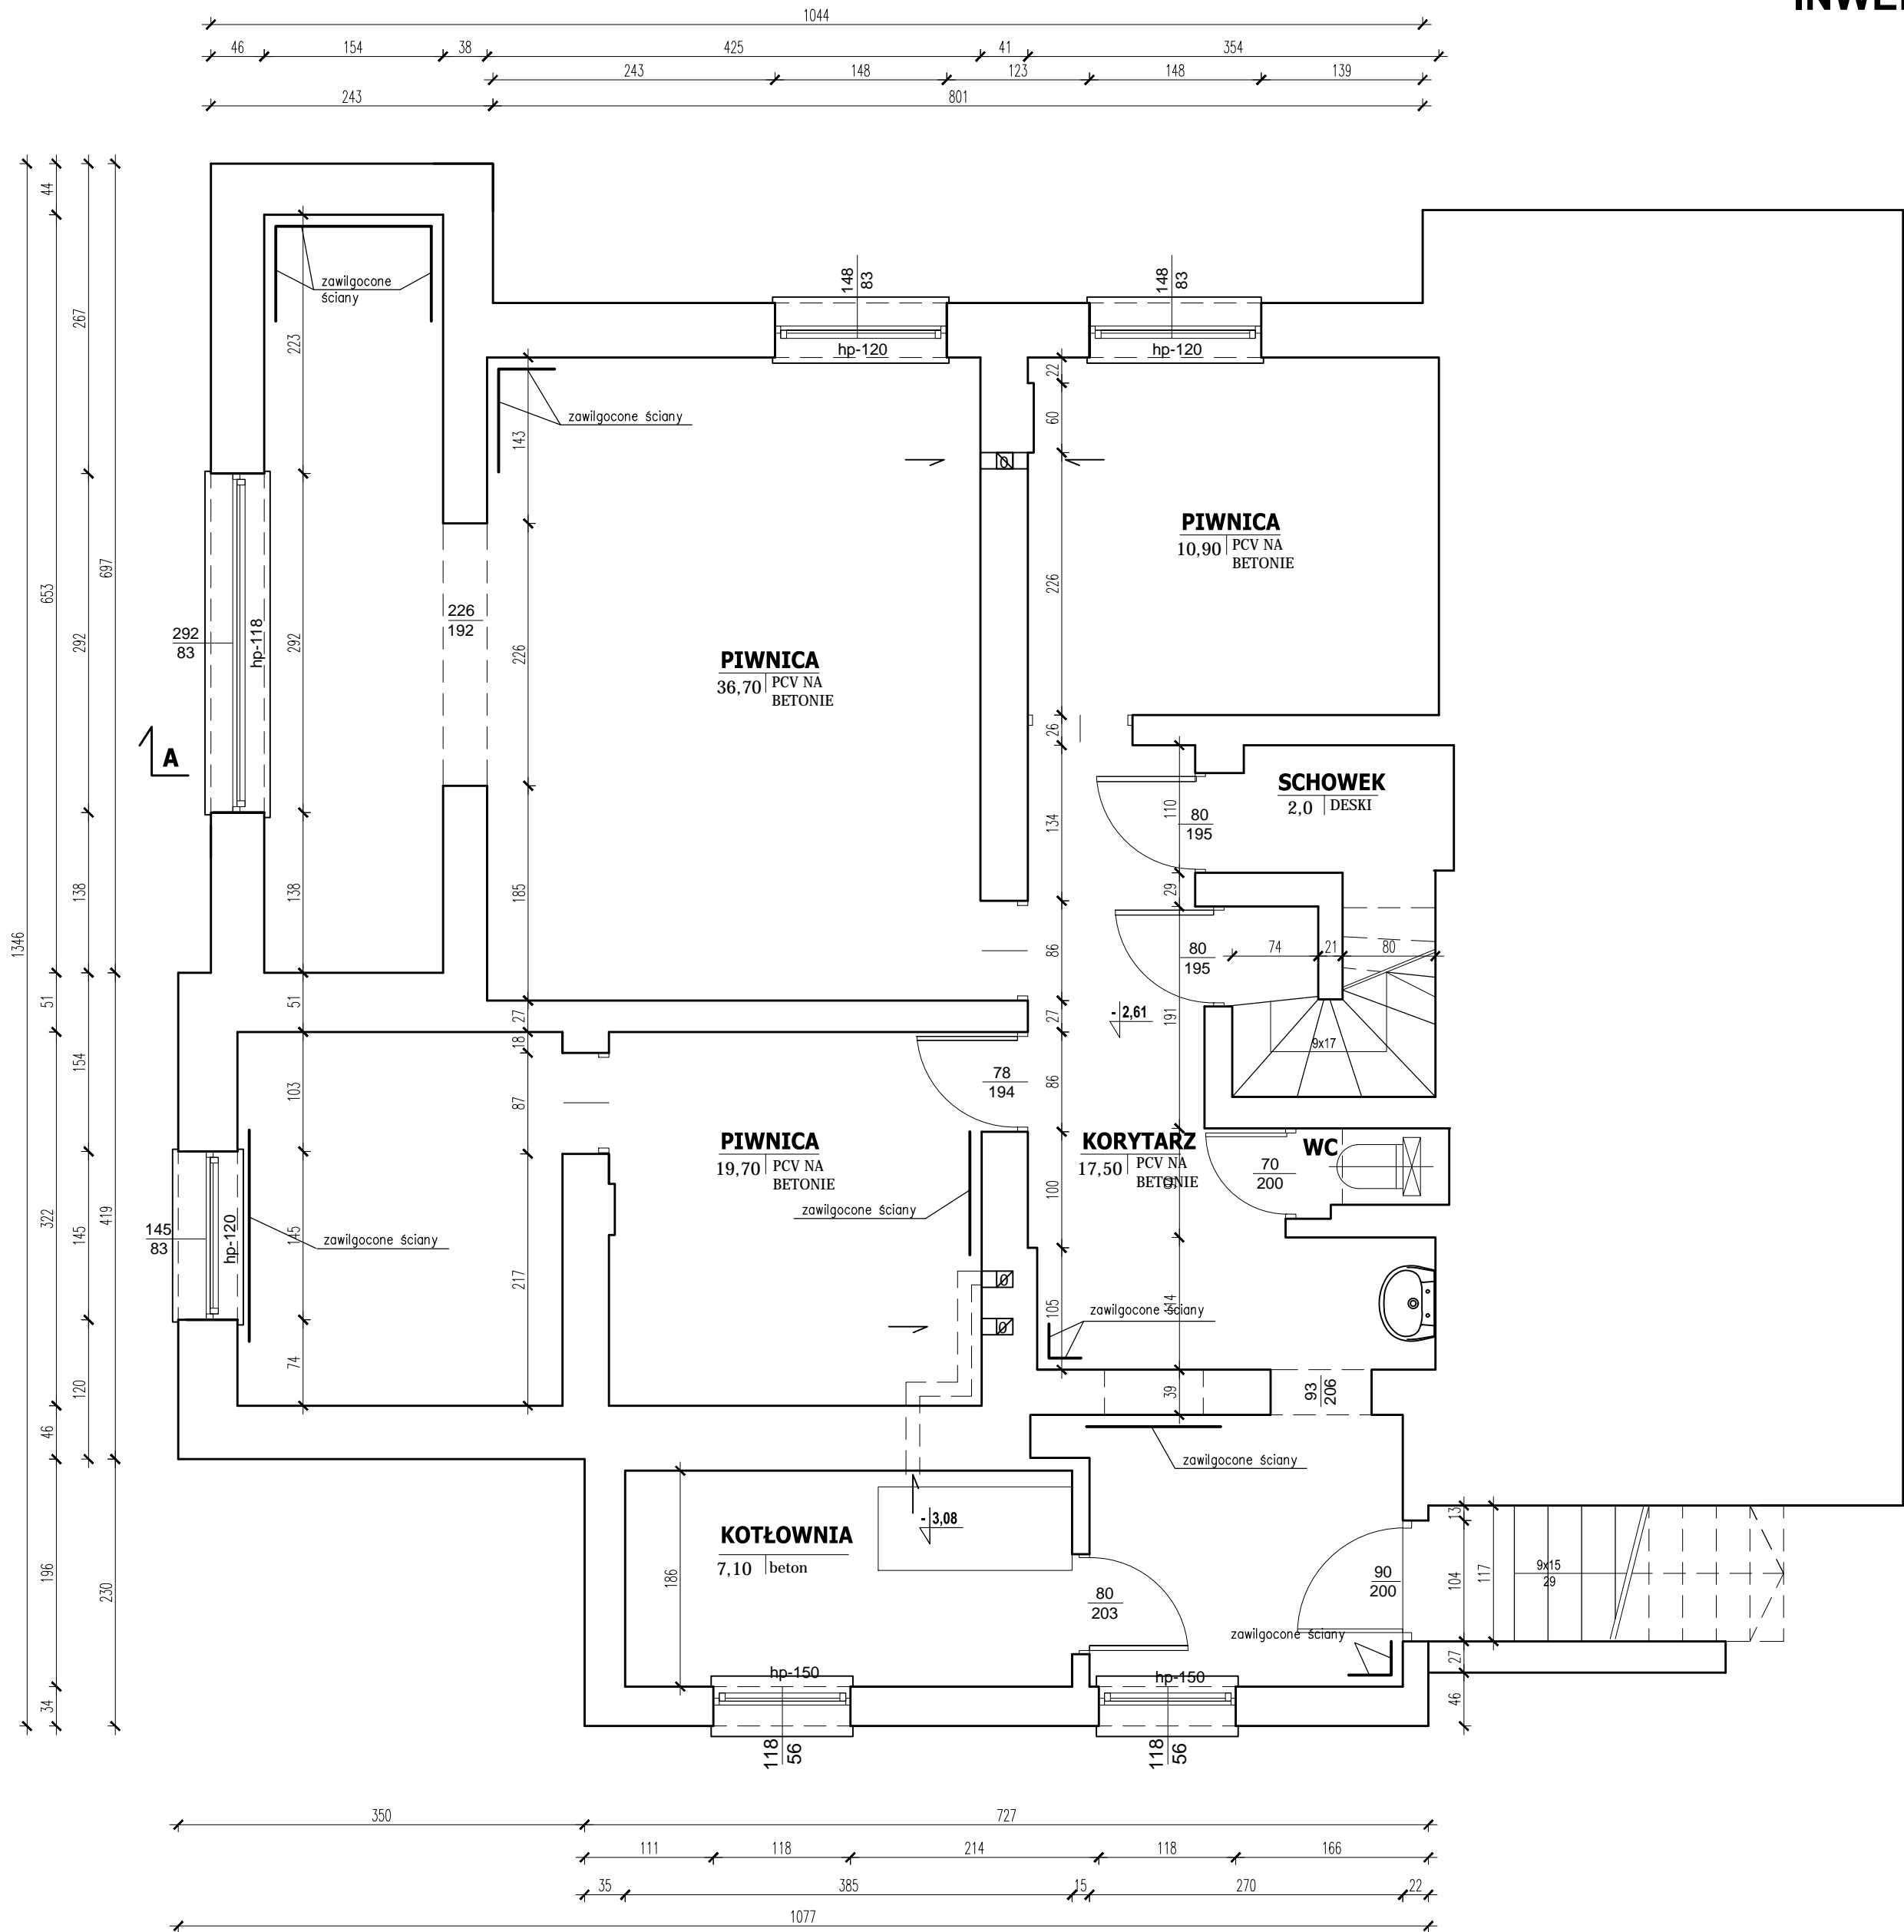 INWE
1044
46 154 38 425 41 354
243 148 123 148 139
243 801
1346
44 653 51 322 46 196 34
267 292 138 154 145 120
697 419 230
zawilgocone
ściany
223
292
138
51
103
145
74
148
83
hp-120
148
83
hp-120
zawilgocone ściany
143
226
185
27
18
87
217
22
60
226
26
134
86
27
86
100
105
PIWNICA
10,90 PCV NA
BETONIE
226
192
292
83
hp-118
PIWNICA
36,70 PCV NA
BETONIE
A
SCHOWEK
2,0 DESKI
80
195
110
29
191
114
39
80
195
74 21 80
- 2,61
9x17
78
194
PIWNICA
19,70 PCV NA
BETONIE
KORYTARZ
17,50 PCV NA
BETONIE
WC
70
200
zawilgocone ściany
145
83
hp-120
zawilgocone ściany
zawilgocone ściany
93
206
zawilgocone ściany
KOTŁOWNIA
7,10 beton
- 3,08
186
80
203
90
200
zawilgocone ściany
13
104
27
46
117
9x15
29
hp-150
118
56
hp-150
118
56
350 727
111 118 214 118 166
35 385 15 270 22
1077